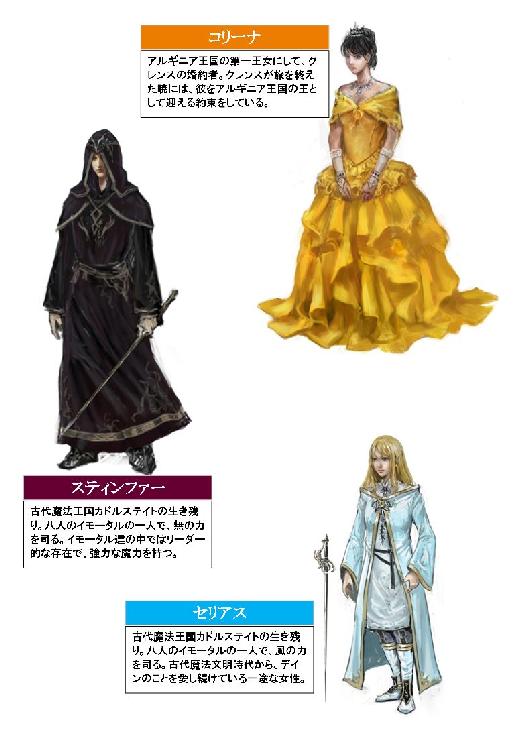 コリーナ
アルギニア王国の第一王女にして、ク
レンスの婚約者。クレンスが旅を終え
た暁には、彼をアルギニア王国の王と
して迎える約束をしている。
スティンファー
古代魔法王国カドルステイトの生き残
り。八人のイモータルの一人で、無の力
を司る。イモータル達の中ではリーダー
的な存在で、強力な魔力を持つ。
セリアス
古代魔法王国カドルステイトの生き残
り。八人のイモータルの一人で、風の力
を司る。古代魔法文明時代から、デイ
ンのことを愛し続けている一途な女性。